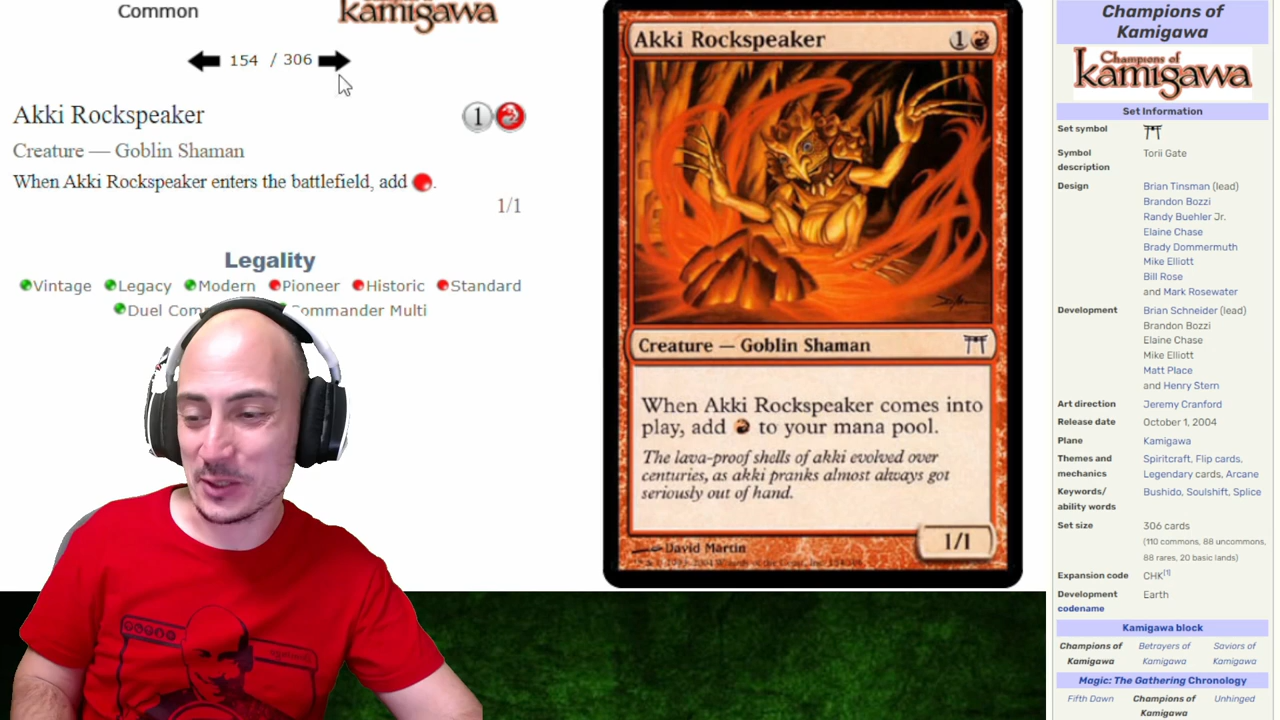 Common
Champions of
kamigawa
154 / 306
Akki Rockspeaker
1
Creature — Goblin Shaman
When Akki Rockspeaker enters the battlefield, add .
1/1
Legality
Vintage Legacy Modern Pioneer Historic Standard
Duel Commander Multi
Akki Rockspeaker 1
Creature — Goblin Shaman
When Akki Rockspeaker comes into
play, add to your mana pool.
The lava-proof shells of akki evolved over
centuries, as akki pranks almost always got
seriously out of hand.
David Martin
1/1
Champions of
Kamigawa
Champions of
kamigawa
Set Information
Set symbol
Symbol description Torii Gate
Design Brian Tinsman (lead)
Brandon Bozzi
Randy Buehler Jr.
Elaine Chase
Brady Dommermuth
Mike Elliott
Bill Rose
and Mark Rosewater
Development Brian Schneider (lead)
Brandon Bozzi
Elaine Chase
Mike Elliott
Matt Place
and Henry Stern
Art direction Jeremy Cranford
Release date October 1, 2004
Plane Kamigawa
Themes and mechanics Spiritcraft, Flip cards,
Legendary cards, Arcane
Keywords/ability words Bushido, Soulshift, Splice
Set size 306 cards
(110 commons, 88 uncommons,
88 rares, 20 basic lands)
Expansion code CHK[1]
Development codename Earth
Kamigawa block
Champions of Kamigawa Betrayers of Kamigawa Saviors of Kamigawa
Magic: The Gathering Chronology
Fifth Dawn Champions of Kamigawa Unhinged